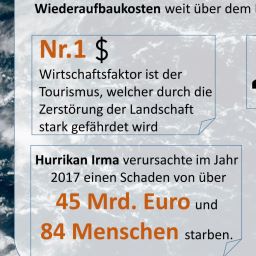 Wiederaufbaukosten weit über dem
Nr.1 $
Wirtschaftsfaktor ist der
Tourismus, welcher durch die
Zerstörung der Landschaft
stark gefährdet wird
Hurrikan Irma verursachte im Jahr
2017 einen Schaden von über
45 Mrd. Euro und
84 Menschen starben.